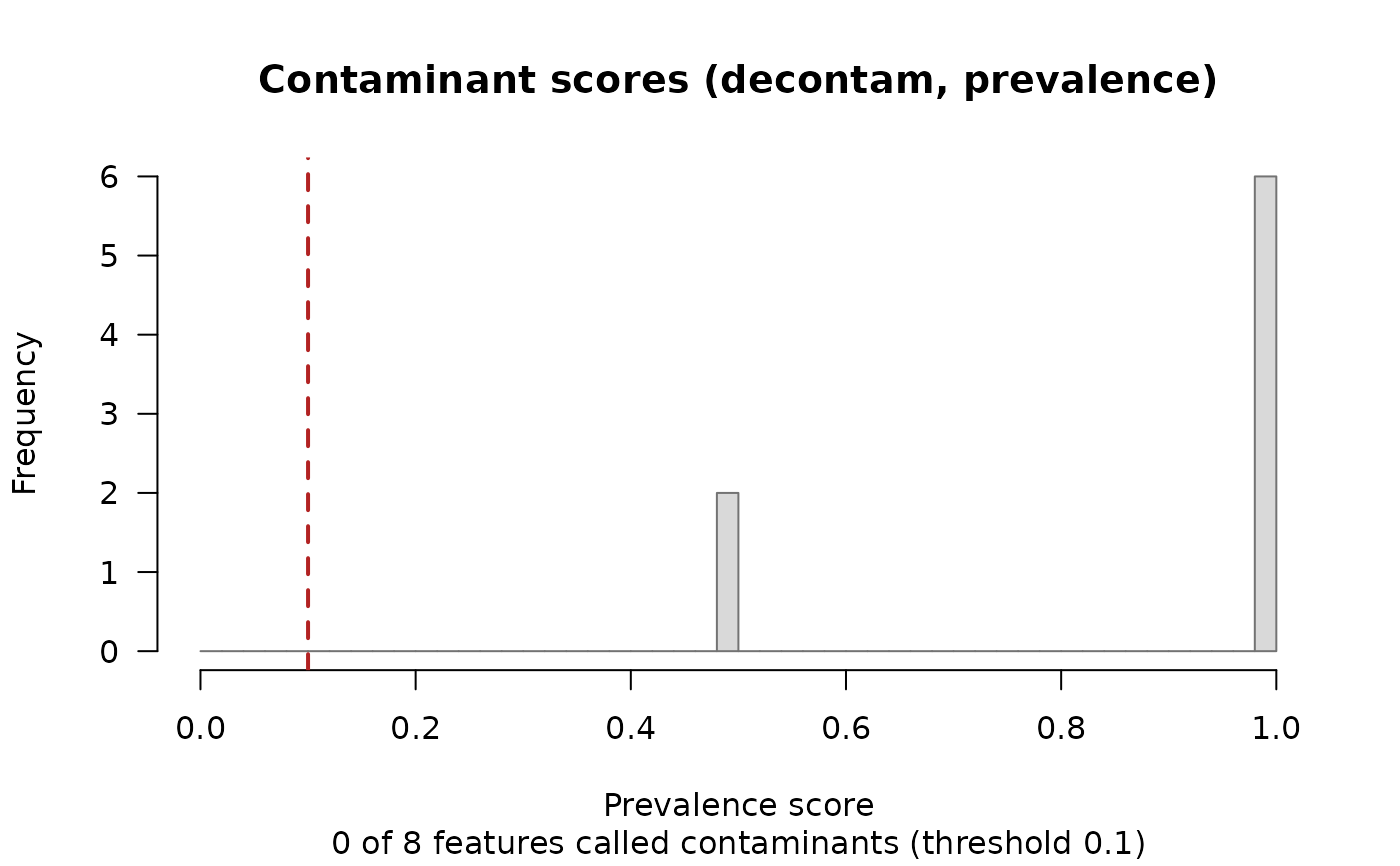 Contaminant scores (decontam, prevalence)
6
5
4
3
2
1
0
Frequency
0.0 0.2 0.4 0.6 0.8 1.0
Prevalence score
0 of 8 features called contaminants (threshold 0.1)